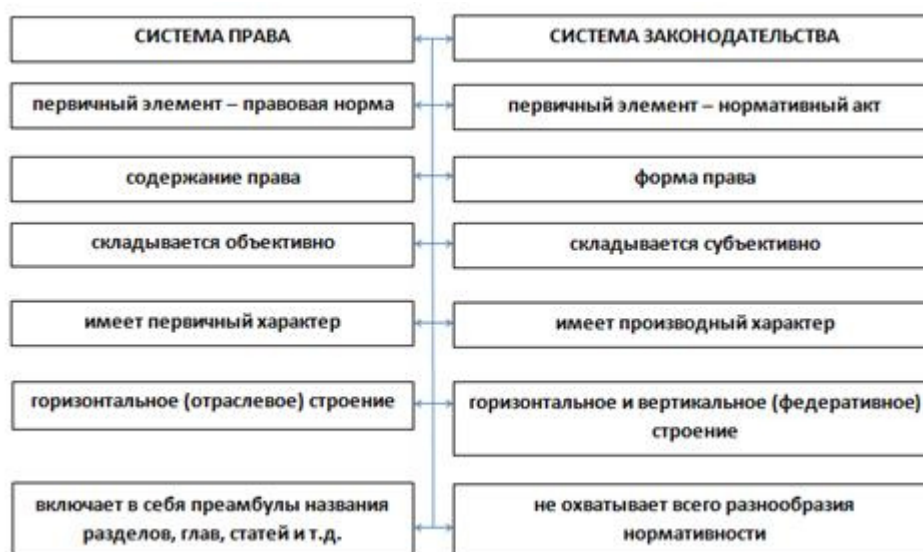 СИСТЕМА ПРАВА
СИСТЕМА ЗАКОНОДАТЕЛЬСТВА
первичный элемент – правовая норма
первичный элемент – нормативный акт
содержание права
форма права
складывается объективно
складывается субъективно
имеет первичный характер
имеет производный характер
горизонтальное (отраслевое) строение
горизонтальное и вертикальное (федеративное)
строение
включает в себя преамбулы названия
разделов, глав, статей и т.д.
не охватывает всего разнообразия
нормативности